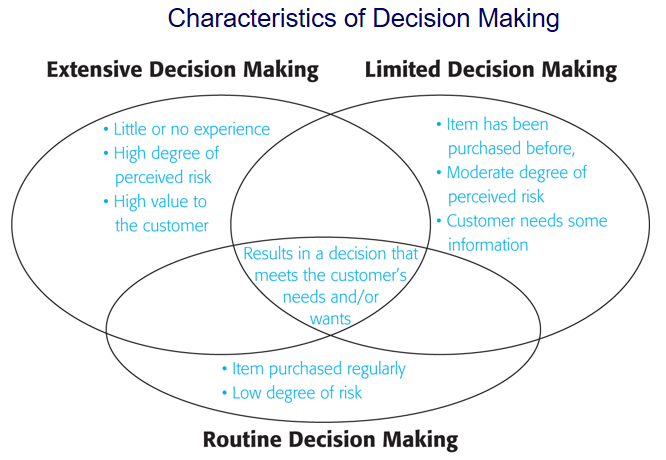 Characteristics of Decision Making
Extensive Decision Making
Limited Decision Making
• Little or no experience
• High degree of
perceived risk
• High value to
the customer
• Item has been
purchased before,
• Moderate degree of
perceived risk
• Customer needs some
information
Results in a decision that
meets the customer's
needs and/or
wants
• Item purchased regularly
• Low degree of risk
Routine Decision Making